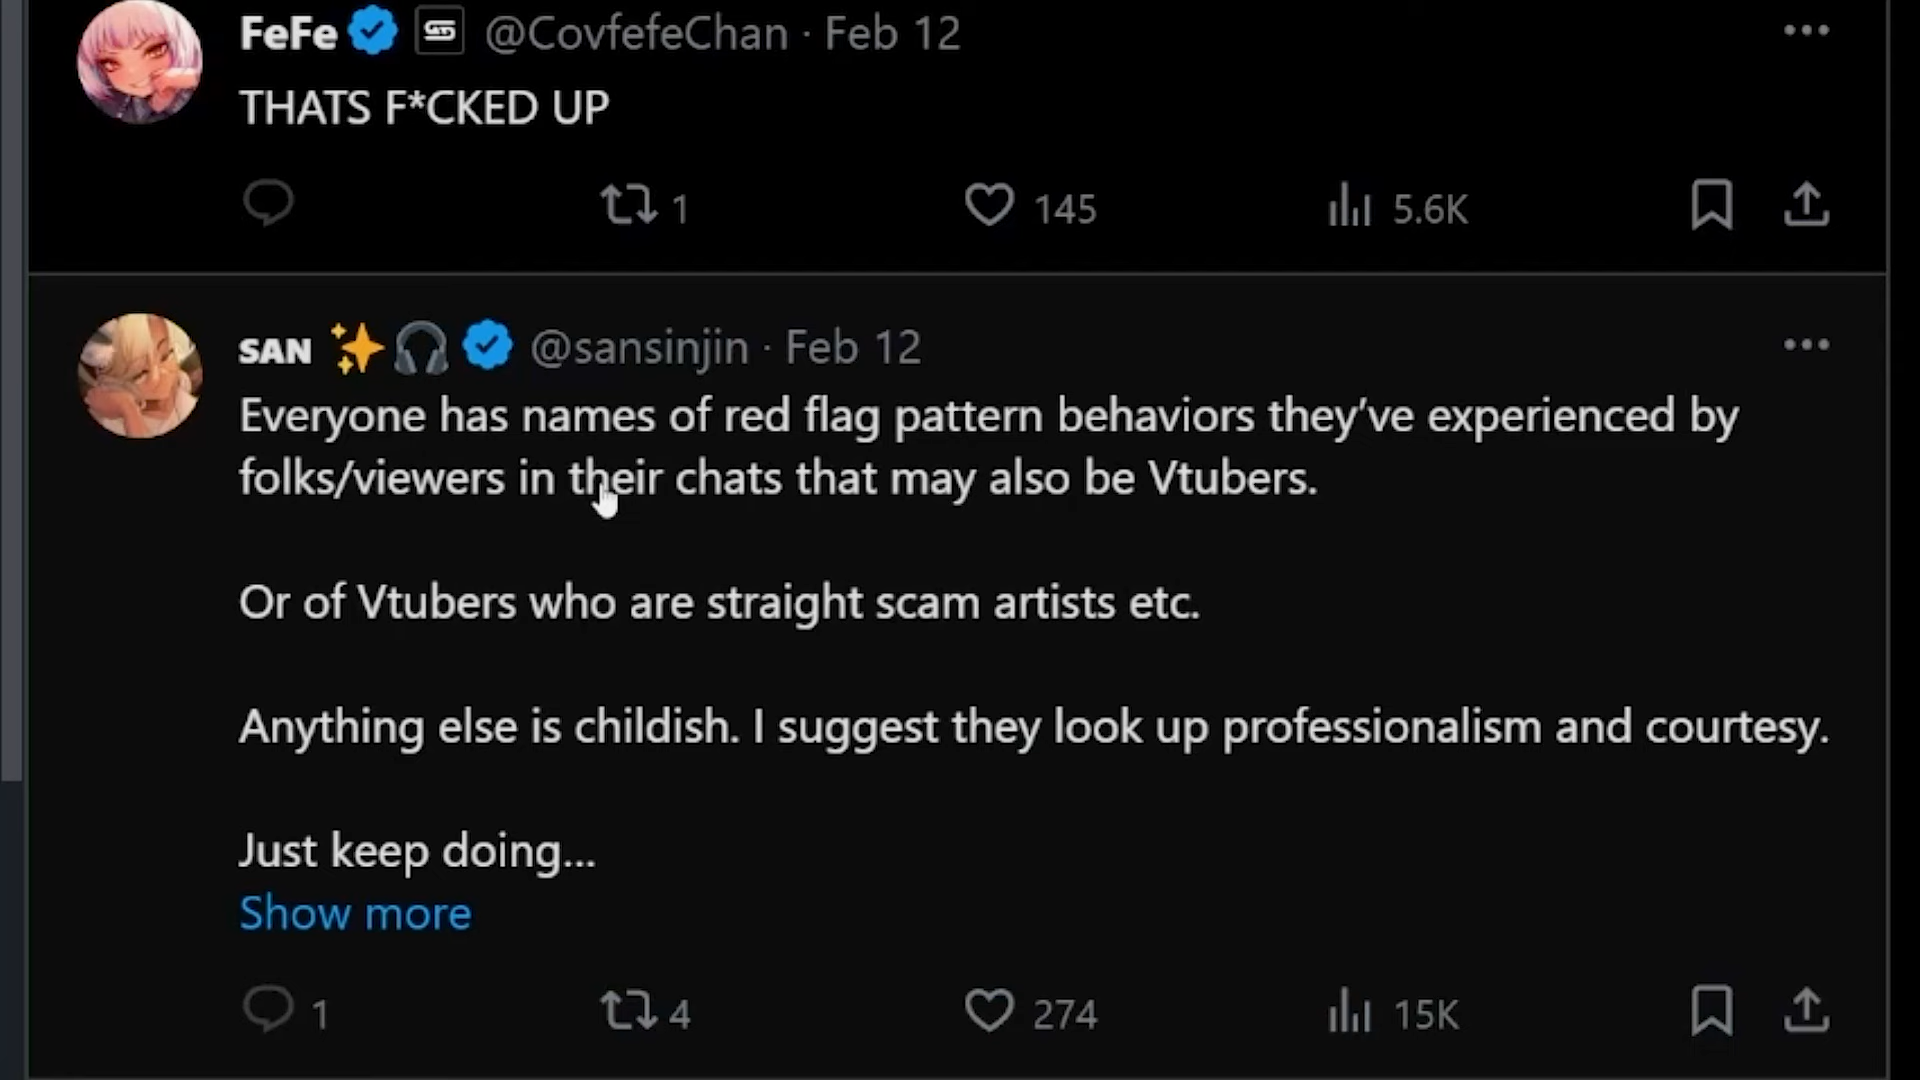 FeFe @CovfefeChan · Feb 12
THATS F*CKED UP
1 145 5.6K
SAN ✨🎧 @sansinjin · Feb 12
Everyone has names of red flag pattern behaviors they’ve experienced by
folks/viewers in their chats that may also be Vtubers.
Or of Vtubers who are straight scam artists etc.
Anything else is childish. I suggest they look up professionalism and courtesy.
Just keep doing...
Show more
1 4 274 15K